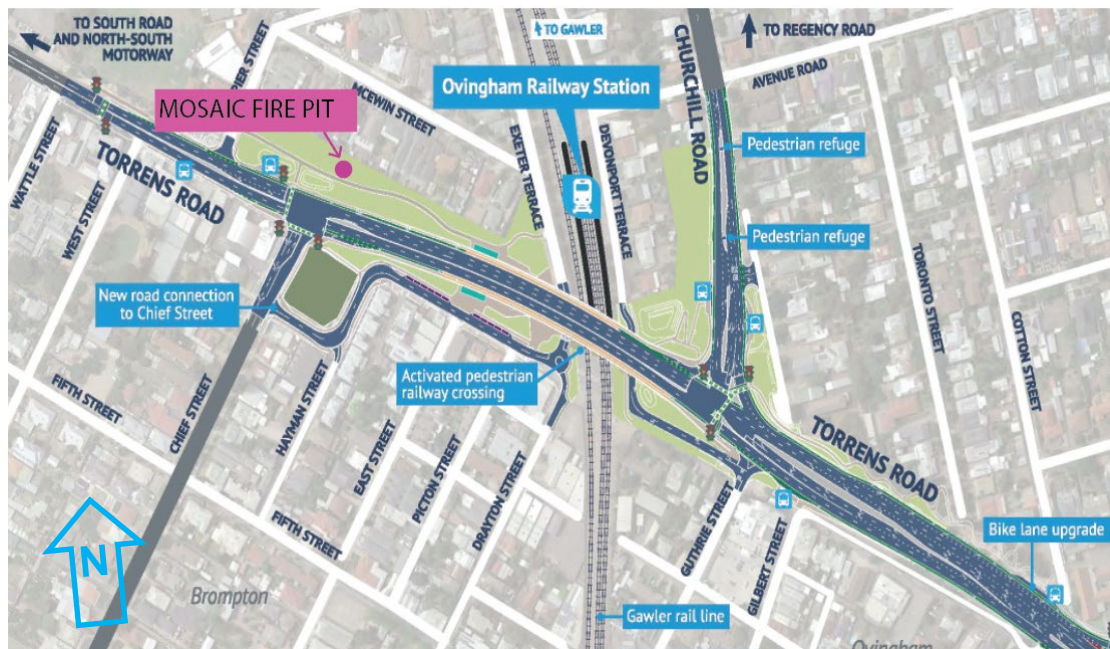 TO SOUTH ROAD
AND NORTH-SOUTH
MOTORWAY
PIER STREET
MCEWIN STREET
MOSAIC FIRE PIT
TO GAWLER
Ovingham Railway Station
EXETER TERRACE
DEVONPORT TERRACE
CHURCHILL ROAD
TO REGENCY ROAD
AVENUE ROAD
Pedestrian refuge
Pedestrian refuge
WATTLE STREET
WEST STREET
TORRENS ROAD
New road connection
to Chief Street
FIFTH STREET
CHIEF STREET
HAYMAN STREET
EAST STREET
PICTON STREET
DRAYTON STREET
FIFTH STREET
Activated pedestrian
railway crossing
TORONTO STREET
COTTON STREET
TORRENS ROAD
GUTHRIE STREET
GILBERT STREET
Bike lane upgrade
Gawler rail line
N
Brompton
Ovingham